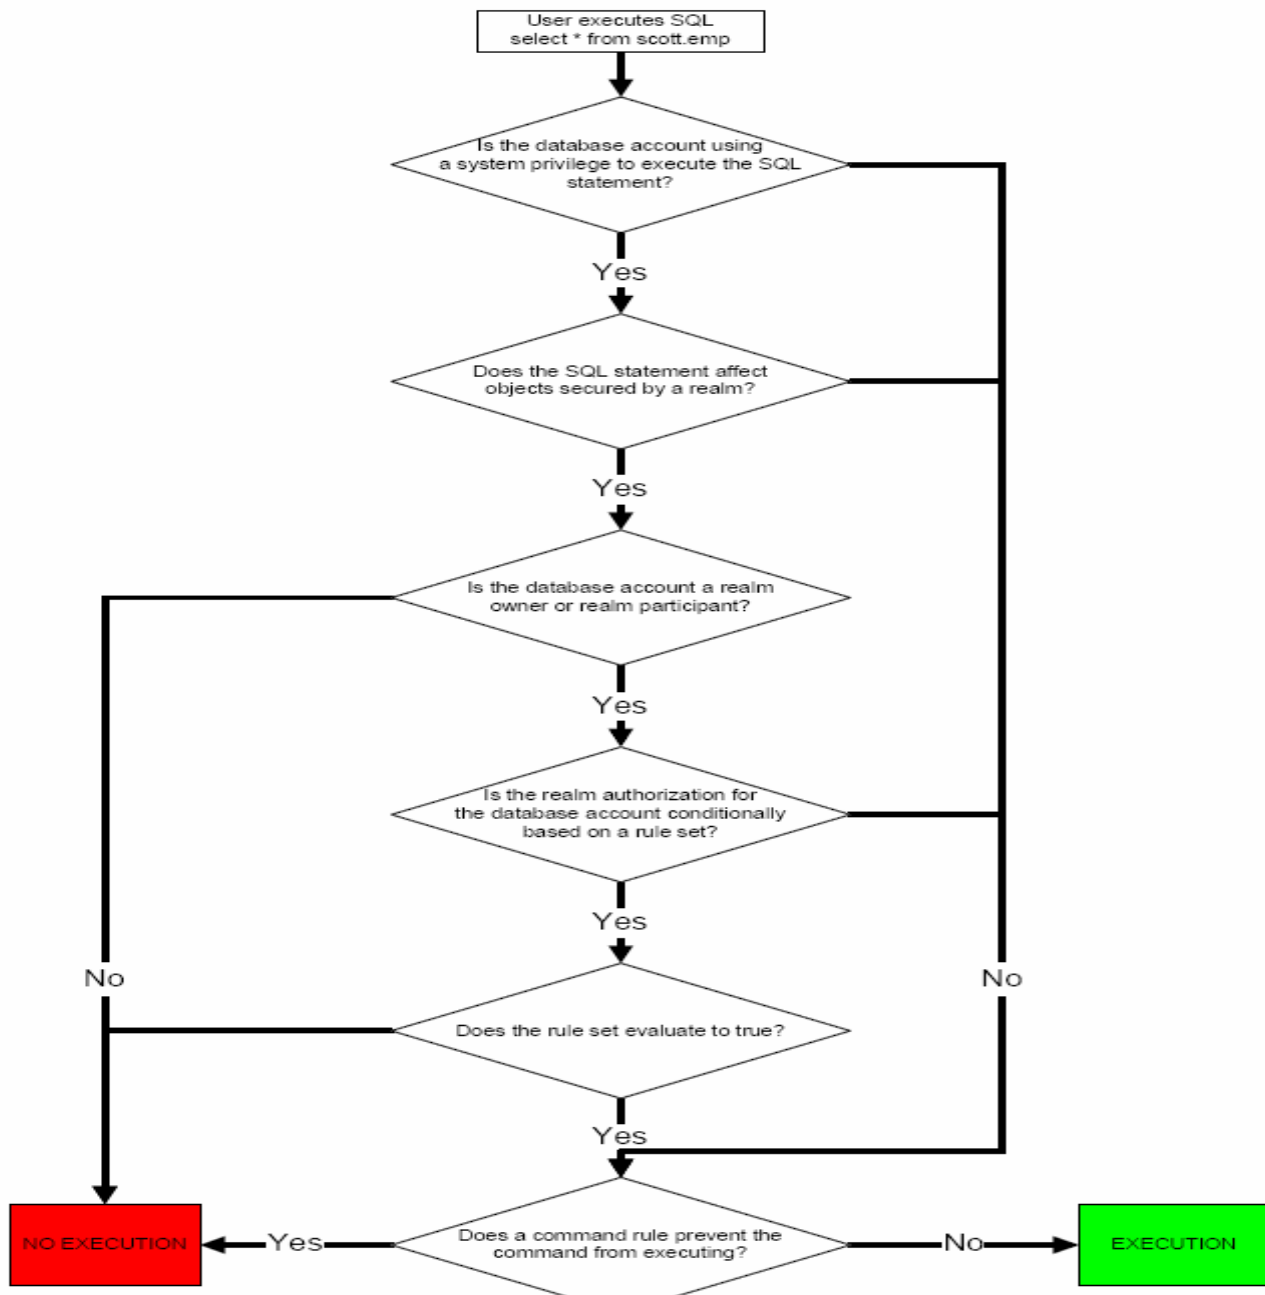 User executes SQL
select * from scott.emp
Is the database account using
a system privilege to execute the SQL
statement?
Yes
Does the SQL statement affect
objects secured by a realm?
Yes
Is the database account a realm
owner or realm participant?
Yes
Is the realm authorization for
the database account conditionally
based on a rule set?
Yes
No
No
Does the rule set evaluate to true?
Yes
NO EXECUTION
Yes
Does a command rule prevent the
command from executing?
No
EXECUTION